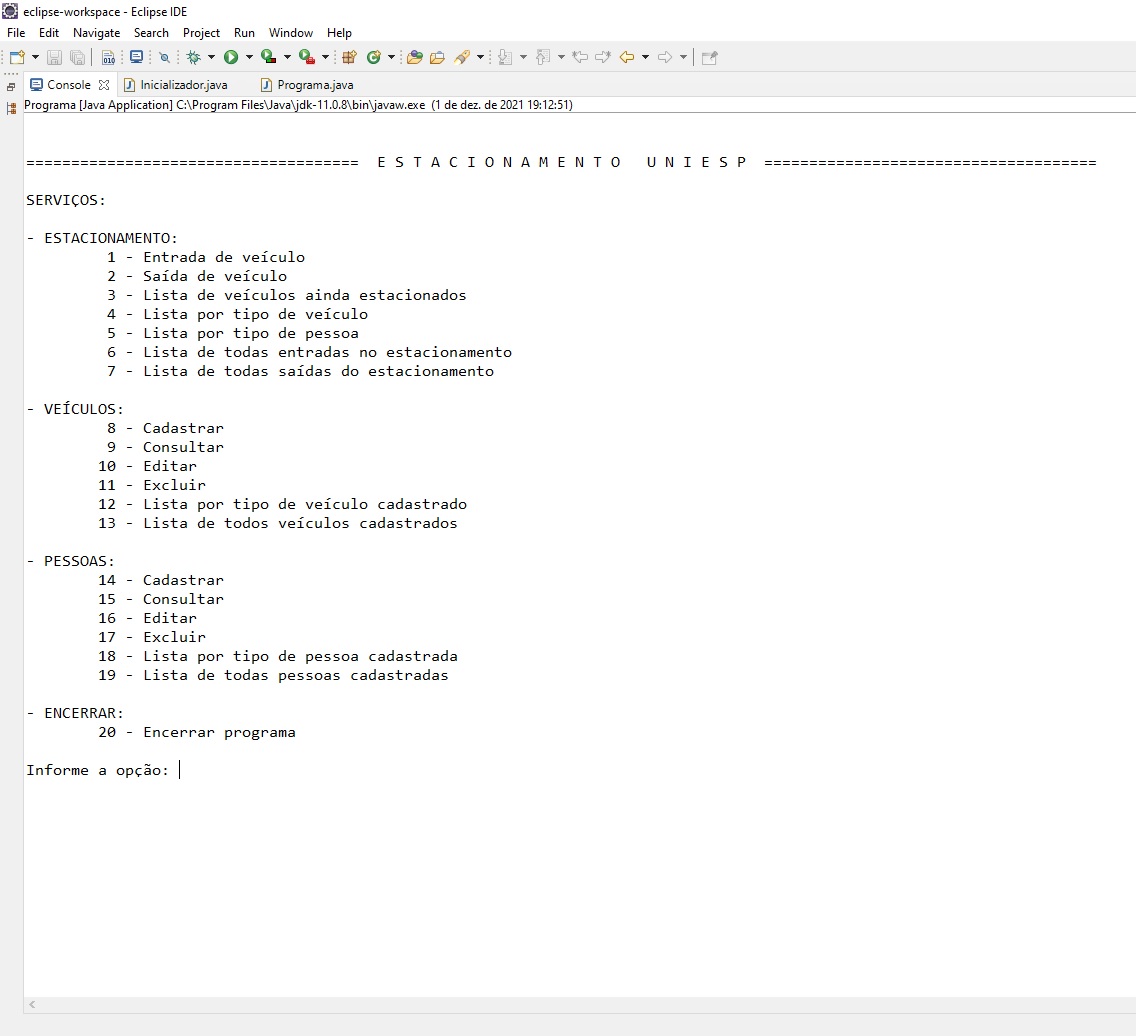 eclipse-workspace - Eclipse IDE
File Edit Navigate Search Project Run Window Help
Console Inicializador.java Programa.java
Programa [Java Application] C:\Program Files\Java\jdk-11.0.8\bin\javaw.exe (1 de dez. de 2021 19:12:51)
===================================== E S T A C I O N A M E N T O   U N I E S P =====================================
SERVIÇOS:
- ESTACIONAMENTO:
1 - Entrada de veículo
2 - Saída de veículo
3 - Lista de veículos ainda estacionados
4 - Lista por tipo de veículo
5 - Lista por tipo de pessoa
6 - Lista de todas entradas no estacionamento
7 - Lista de todas saídas do estacionamento
- VEÍCULOS:
8 - Cadastrar
9 - Consultar
10 - Editar
11 - Excluir
12 - Lista por tipo de veículo cadastrado
13 - Lista de todos veículos cadastrados
- PESSOAS:
14 - Cadastrar
15 - Consultar
16 - Editar
17 - Excluir
18 - Lista por tipo de pessoa cadastrada
19 - Lista de todas pessoas cadastradas
- ENCERRAR:
20 - Encerrar programa
Informe a opção: